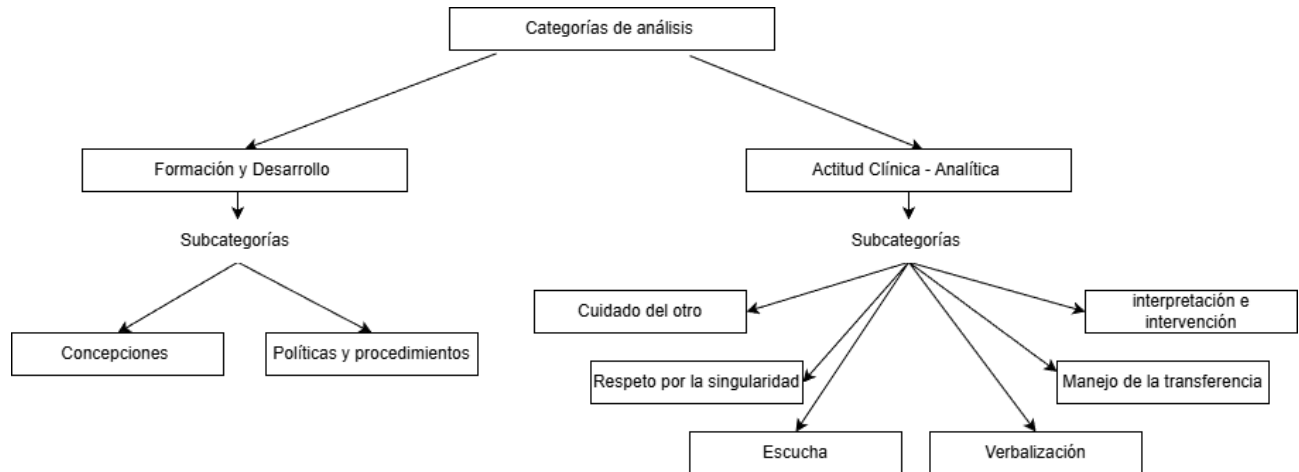 Categorías de análisis
Formación y Desarrollo
Actitud Clínica - Analítica
Subcategorías
Subcategorías
Cuidado del otro
interpretación e
intervención
Concepciones
Políticas y procedimientos
Respeto por la singularidad
Manejo de la transferencia
Escucha
Verbalización